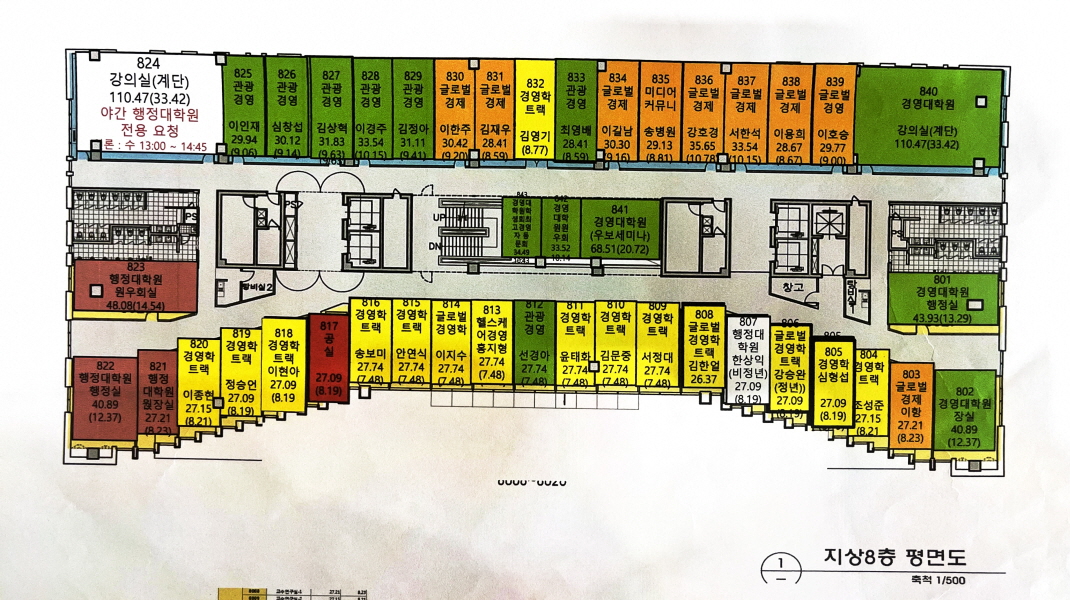 824
강의실(계단)
110.47(33.42)
야간 행정대학원
전용 요청
론 : 수 13:00 ~ 14:45
825
관광
경영
이인재
29.94
(9.06)
826
관광
경영
심창섭
30.12
(9.14)
827
관광
경영
김상혁
31.83
(9.63)
828
관광
경영
이경주
33.54
(10.15)
829
관광
경영
김정아
31.11
(9.41)
830
글로벌
경제
이한주
30.42
(9.20)
831
글로벌
경제
김재우
28.41
(8.59)
832
경영학
트랙
김영기
(8.77)
833
관광
경영
최영배
28.41
(8.59)
834
글로벌
경제
이길남
30.30
(9.16)
835
미디어
커뮤니
송병원
29.13
(8.81)
836
글로벌
경제
강호경
35.65
(10.78)
837
글로벌
경제
서한석
33.54
(10.15)
838
글로벌
경제
이용희
28.67
(8.67)
839
글로벌
경제
이호승
29.77
(9.00)
840
경영대학원
강의실(계단)
110.47(33.42)
PS
PS
UP
DN
843
경영대
842
경영
대학
원원
우회
33.52
841
경영대학원
(우보세미나)
68.51(20.72)
PS
823
행정대학원
원우회실
48.08(14.54)
탕비실2
창고
801
경영대학원
행정실
43.93(13.29)
822
행정대학원
행정실
40.89
(12.37)
821
행정
대학원
원장실
27.21
(8.23)
820
경영학
트랙
이종현
27.15
(8.21)
819
경영학
트랙
정승언
27.09
(8.19)
818
경영학
트랙
이현아
27.09
(8.19)
817
공
실
27.09
(8.19)
816
경영학
트랙
송보미
27.74
(7.48)
815
경영학
트랙
안연식
27.74
(7.48)
814
글로벌
경영학
이지수
27.74
(7.48)
813
헬스케
어경영
홍지형
27.74
(7.48)
812
관광
경영
선경아
27.74
(7.48)
811
경영학
트랙
윤태화
27.74
(7.48)
810
경영학
트랙
김문중
27.74
(7.48)
809
경영학
트랙
서정대
27.74
(7.48)
808
글로벌
경영학
트랙
김한얼
26.37
807
행정대
학원
한상익
(비정년)
27.09
(8.19)
806
글로벌
경영학
트랙
강승완
(정년))
27.09
(8.19)
805
805
경영학
트랙
심형섭
27.09
(8.19)
804
경영학
트랙
조성준
27.15
(8.21
803
글로벌
경제
이항
27.21
(8.23)
802
경영대학원
장실
40.89
(12.37)
1
지상8층 평면도
축척 1/500